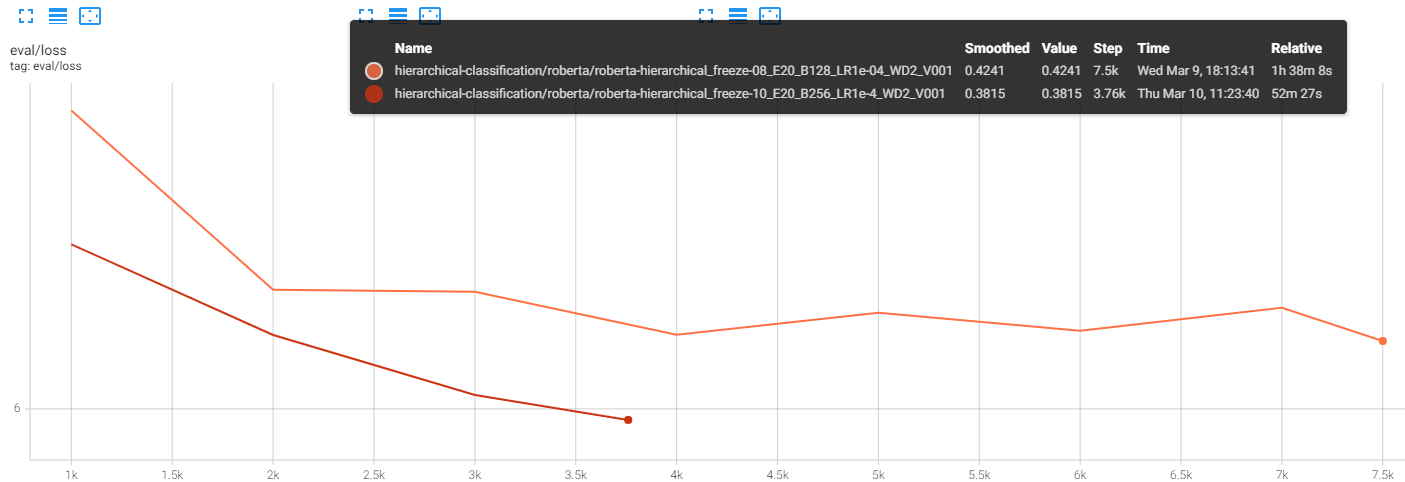 eval/loss
tag: eval/loss
Name Smoothed Value Step Time Relative
hierarchical-classification/roberta/roberta-hierarchical_freeze-08_E20_B128_LR1e-04_WD2_V001 0.4241 0.4241 7.5k Wed Mar 9, 18:13:41 1h 38m 8s
hierarchical-classification/roberta/roberta-hierarchical_freeze-10_E20_B256_LR1e-4_WD2_V001 0.3815 0.3815 3.76k Thu Mar 10, 11:23:40 52m 27s
6
1k 1.5k 2k 2.5k 3k 3.5k 4k 4.5k 5k 5.5k 6k 6.5k 7k 7.5k